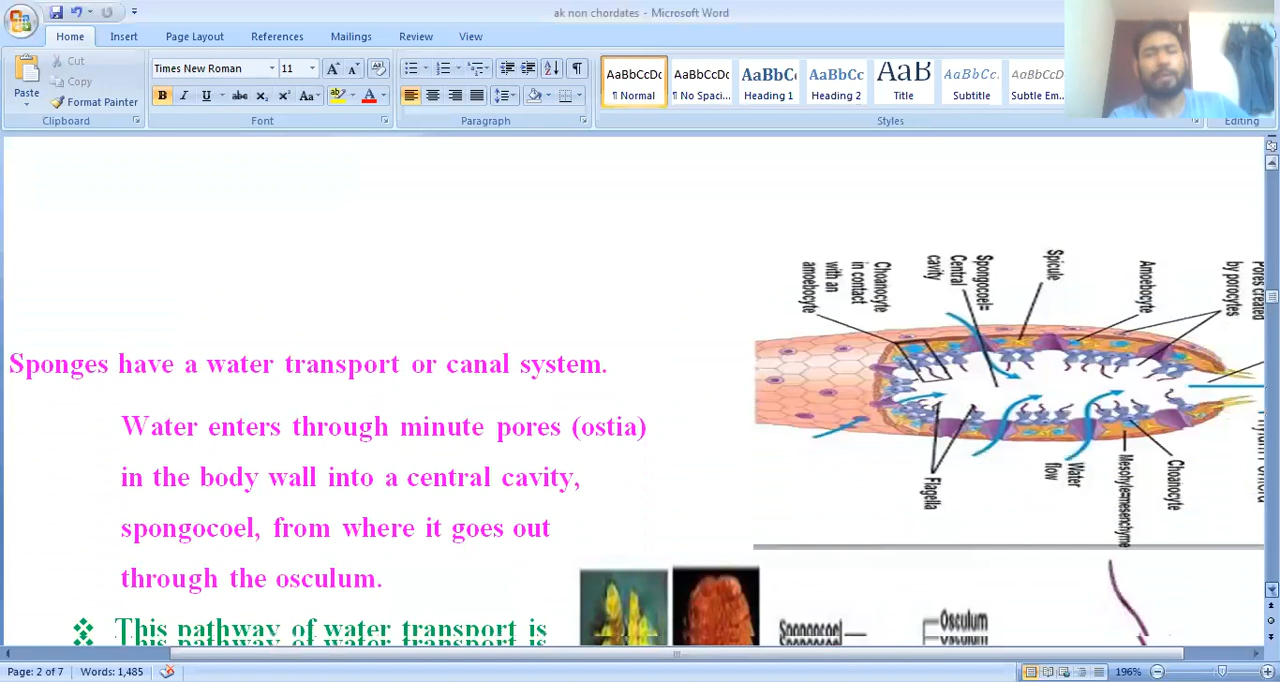 ak non chordates - Microsoft Word
Home Insert Page Layout References Mailings Review View
Cut
Copy
Format Painter
Paste
Clipboard
Times New Roman 11
Font
Paragraph
AaBbCcDc AaBbCcDc AaBbC AaBbCc AaB AaBbCc. AaBbCcDc
¶ Normal ¶ No Spaci... Heading 1 Heading 2 Title Subtitle Subtle Em...
Styles
Editing
Choanocyte
in contact
with an
amoebocyte
Spongocoel=
Central
cavity
Spicule
Amoebocyte
Pores created
by porocytes
Sponges have a water transport or canal system.
Water enters through minute pores (ostia)
in the body wall into a central cavity,
spongocoel, from where it goes out
through the osculum.
Flagella
Water
flow
Mesohyle=mesenchyme
Choanocyte
❖ This pathway of water transport is
Spongocoel
Osculum
Page: 2 of 7 Words: 1,485
196%